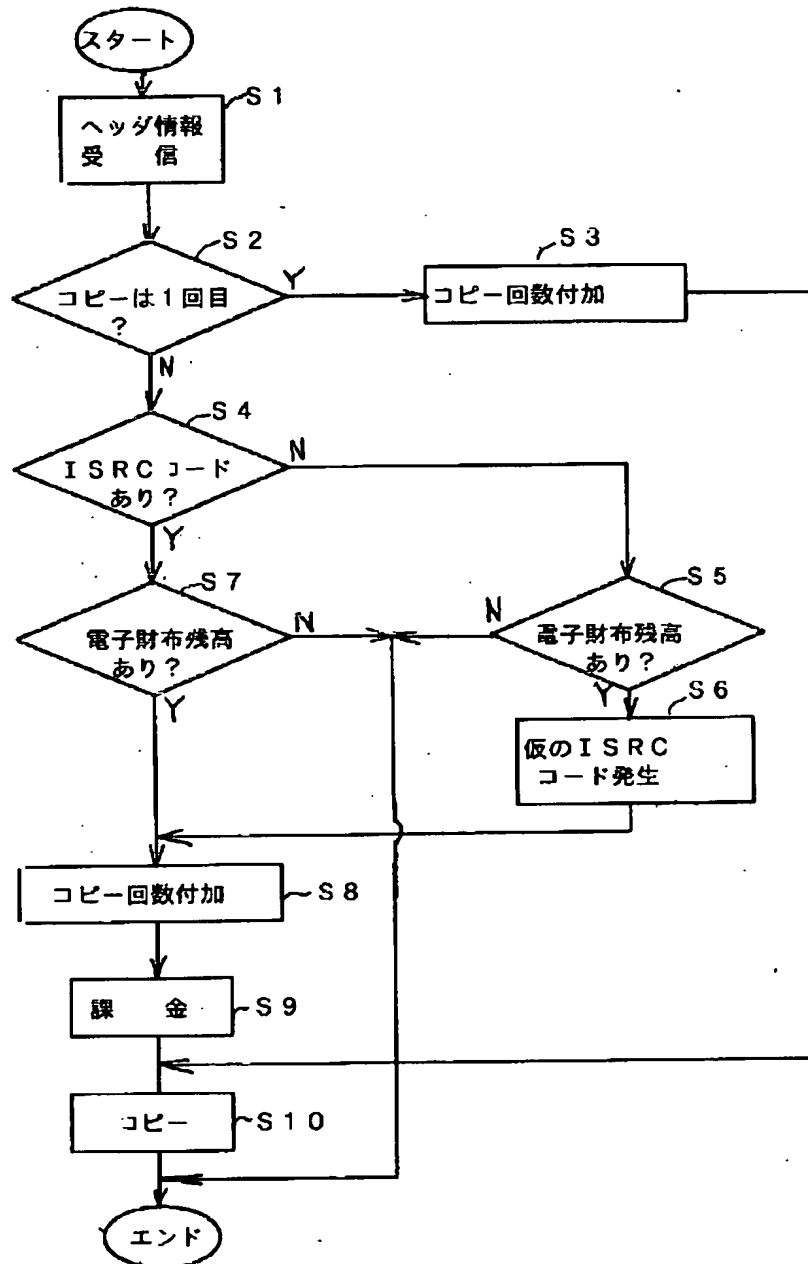 スタート
S1
ヘッダ情報
受 信
S2
コピーは1回目
?
Y
N
S3
コピー回数付加
S4
ISRCコード
あり?
N
Y
S7
電子財布残高
あり?
N
Y
S5
電子財布残高
あり?
N
Y
S6
仮のISRC
コード発生
コピー回数付加
S8
課 金
S9
コピー
S10
エンド